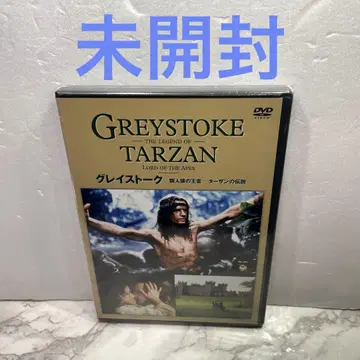 未開封
DVD
VIDEO
GREYSTOKE
THE LEGEND OF
TARZAN
LORD OF THE APES
グレイストーク 類人猿の王者 ターザンの伝説